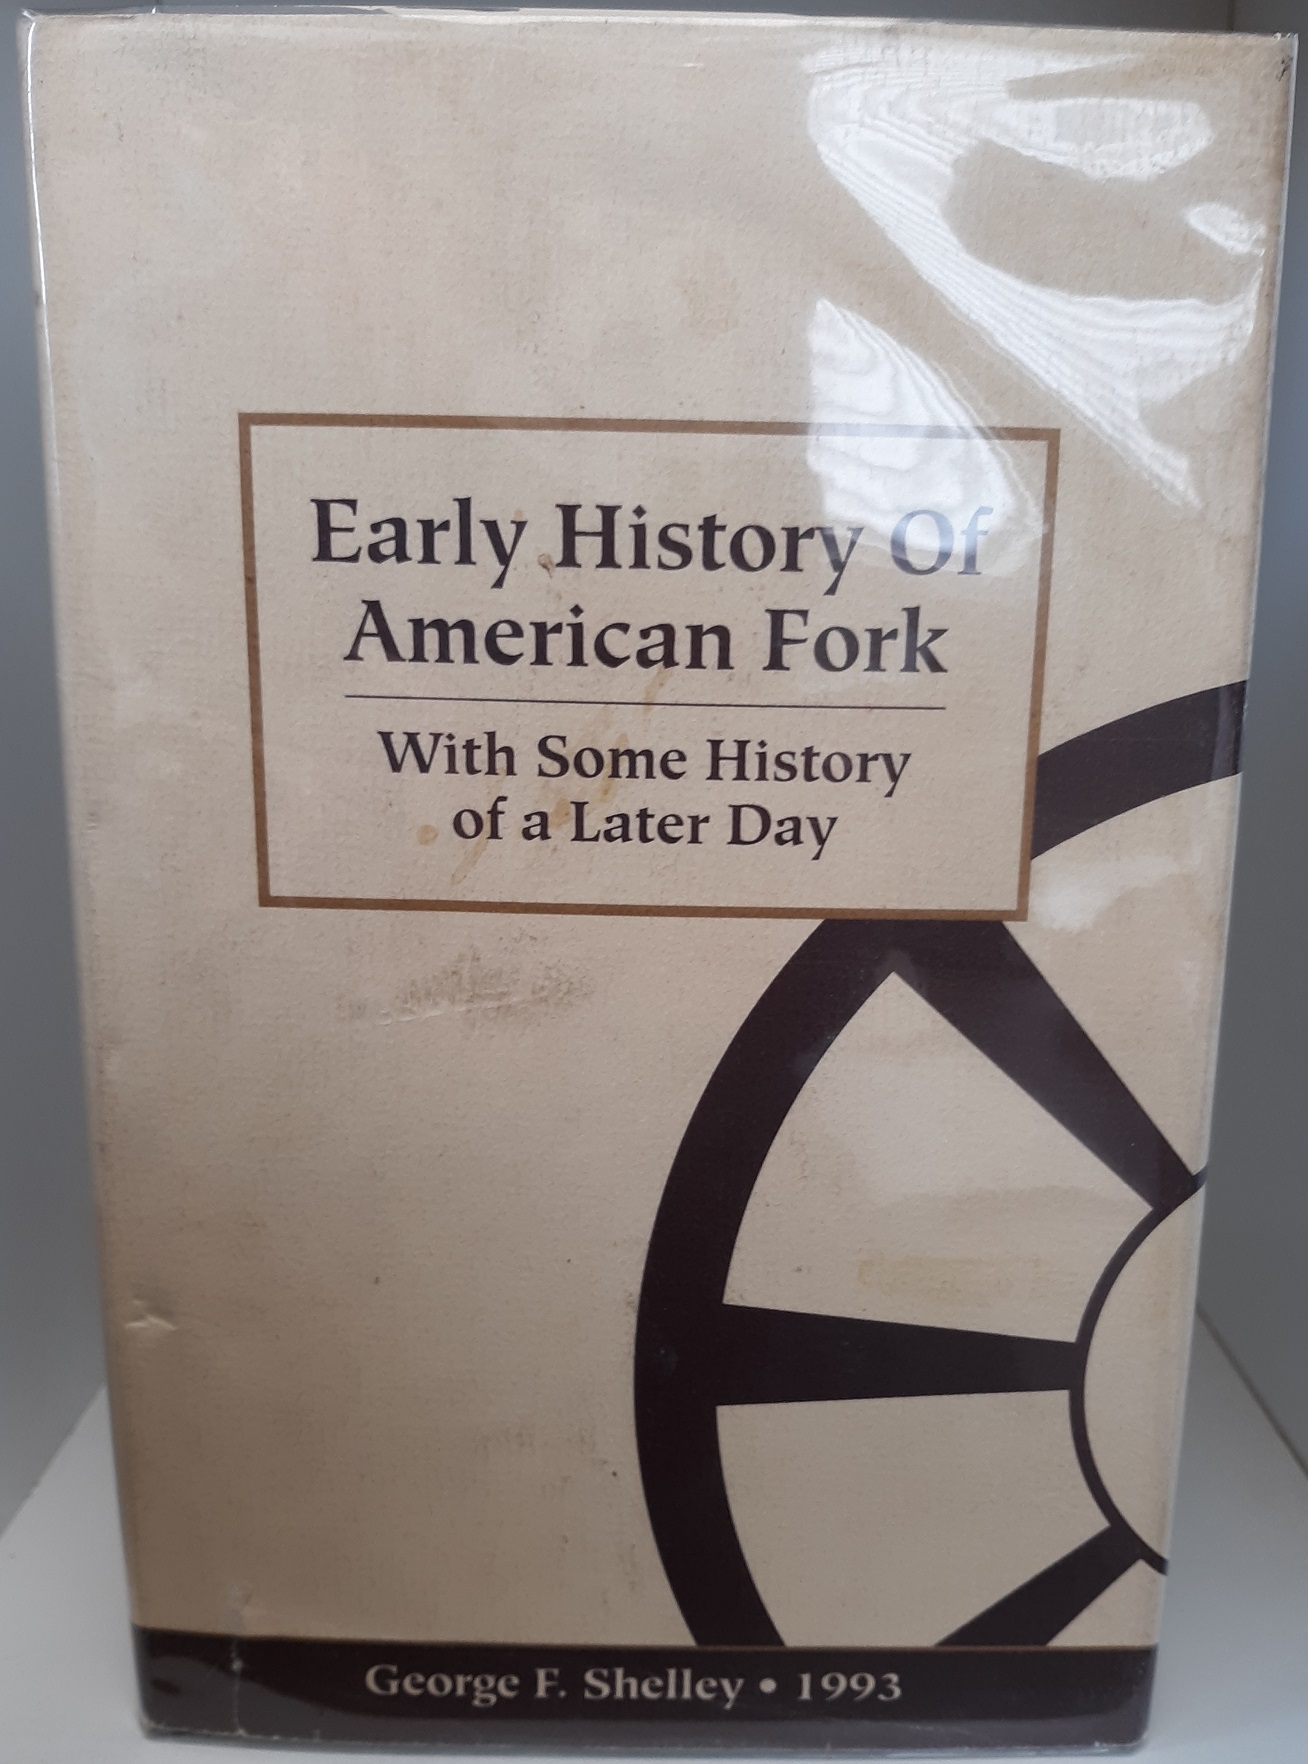 Early History Of
American Fork
With Some History
of a Later Day
George F. Shelley • 1993